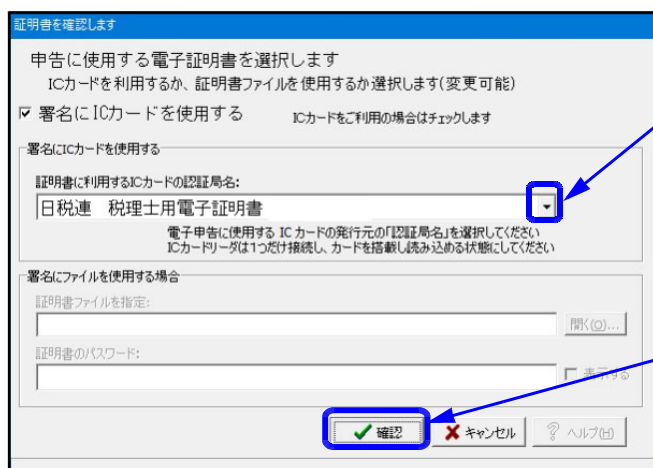 証明書を確認します
申告に使用する電子証明書を選択します
ICカードを利用するか、証明書ファイルを使用するか選択します(変更可能)
署名にICカードを使用する
ICカードをご利用の場合はチェックします
署名にICカードを使用する
証明書に利用するICカードの認証局名:
日税連 税理士用電子証明書
電子申告に使用する IC カードの発行元の「認証局名」を選択してください
ICカードリーダは1つだけ接続し、カードを搭載し読み込める状態にしてください
署名にファイルを使用する場合
証明書ファイルを指定:
開く(O)...
証明書のパスワード:
表示する
確認
キャンセル
ヘルプ(H)